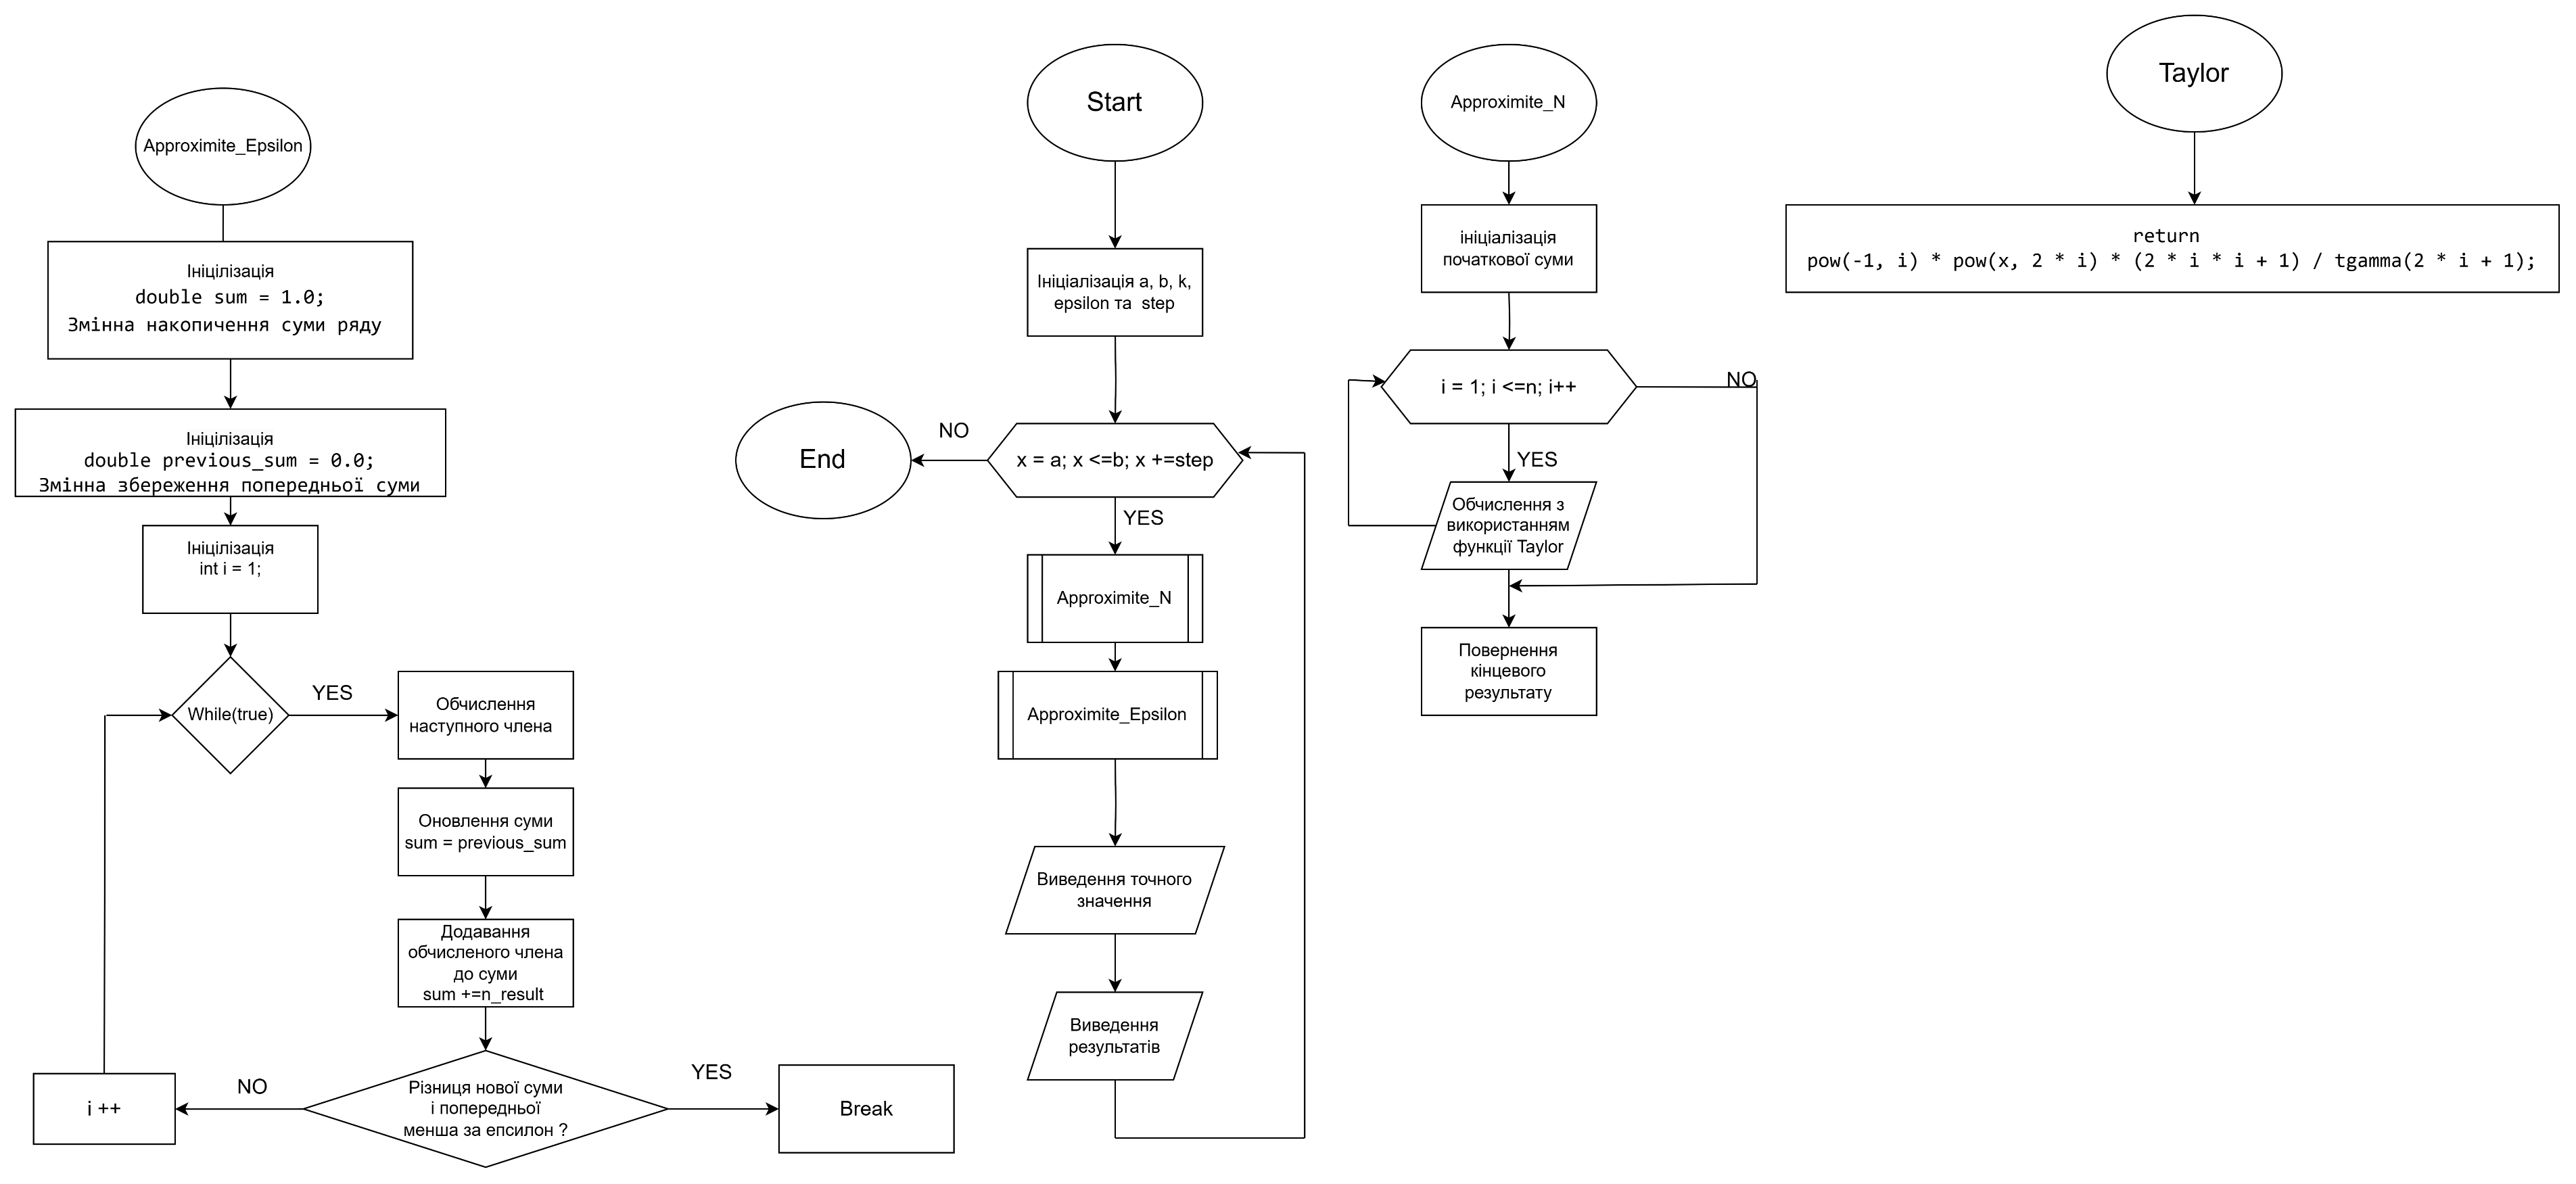 Approximite_Epsilon
Ініцілізація
double sum = 1.0;
Змінна накопичення суми ряду
Ініцілізація
double previous_sum = 0.0;
Змінна збереження попередньої суми
Ініцілізація
int i = 1;
While(true)
YES
Обчислення
наступного члена
Оновлення суми
sum = previous_sum
Додавання
обчисленого члена
до суми
sum +=n_result
Різниця нової суми
і попередньої
менша за епсилон ?
NO
i ++
YES
Break
Start
Ініціалізація a, b, k,
epsilon та step
x = a; x <=b; x +=step
NO
End
YES
Approximite_N
Approximite_Epsilon
Виведення точного
значення
Виведення
результатів
Approximite_N
ініціалізація
початкової суми
i = 1; i <=n; i++
NO
YES
Обчислення з
використанням
функції Taylor
Повернення
кінцевого
результату
Taylor
return
pow(-1, i) * pow(x, 2 * i) * (2 * i * i + 1) / tgamma(2 * i + 1);